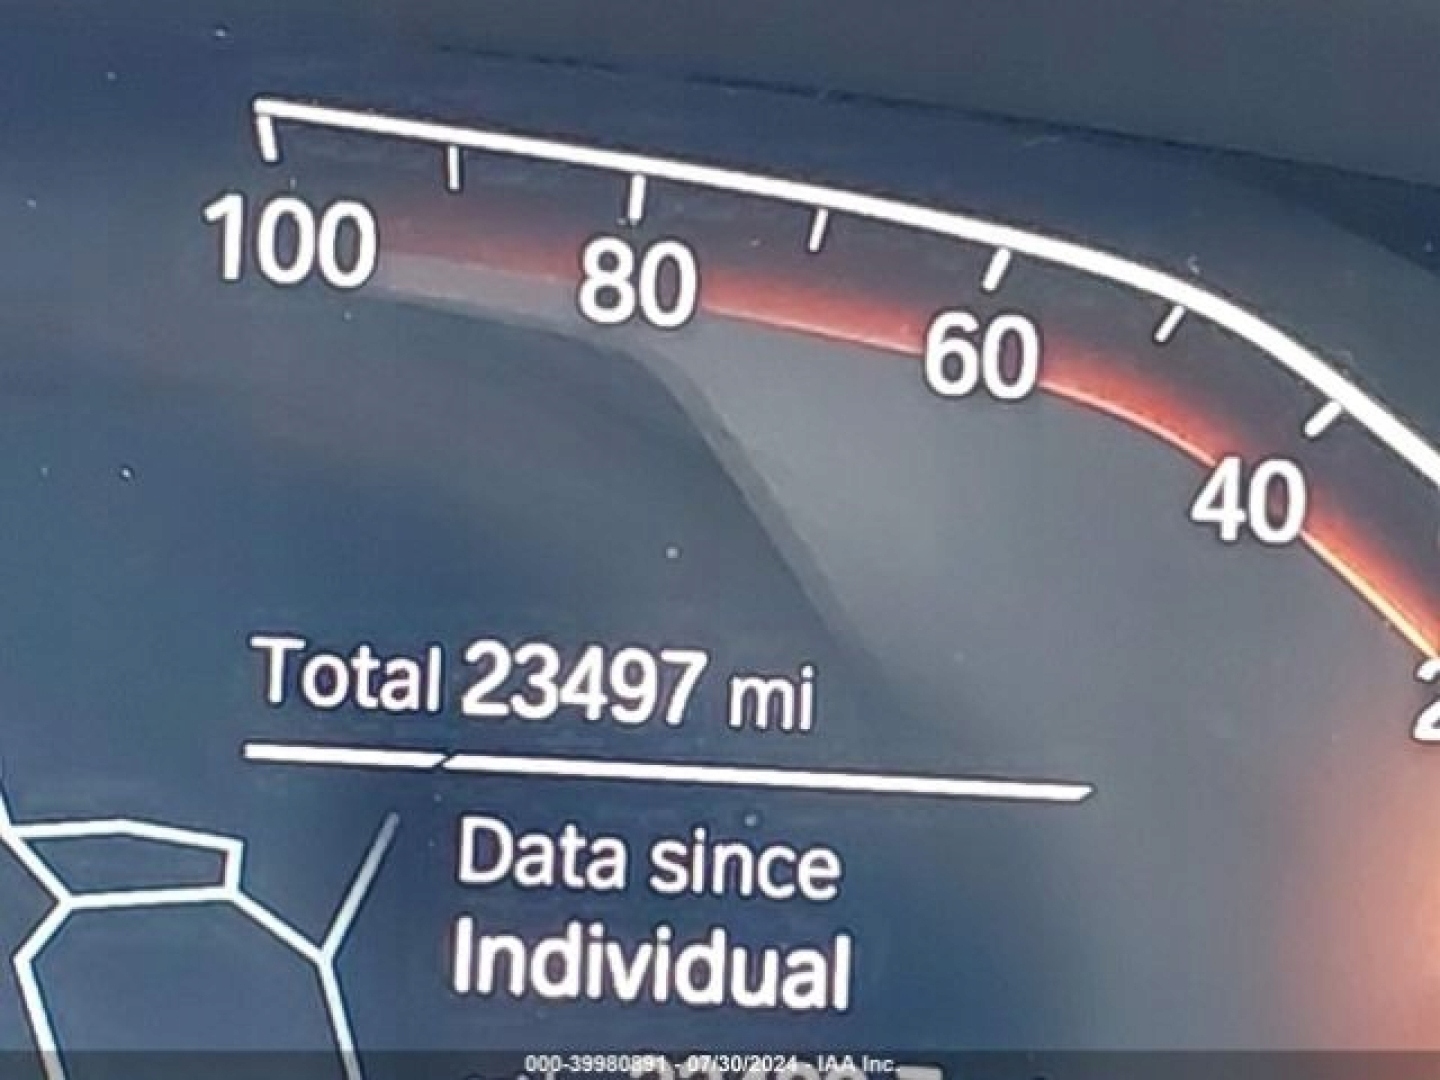 100
80
60
40
Total 23497 mi
Data since
Individual
000-39980891 - 07/30/2024 - IAA Inc.